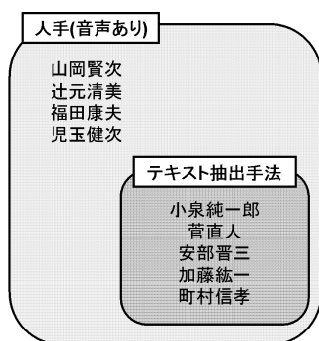 人手(音声あり)
山岡賢次
辻元清美
福田康夫
児玉健次
テキスト抽出手法
小泉純一郎
菅直人
安部晋三
加藤紘一
町村信孝